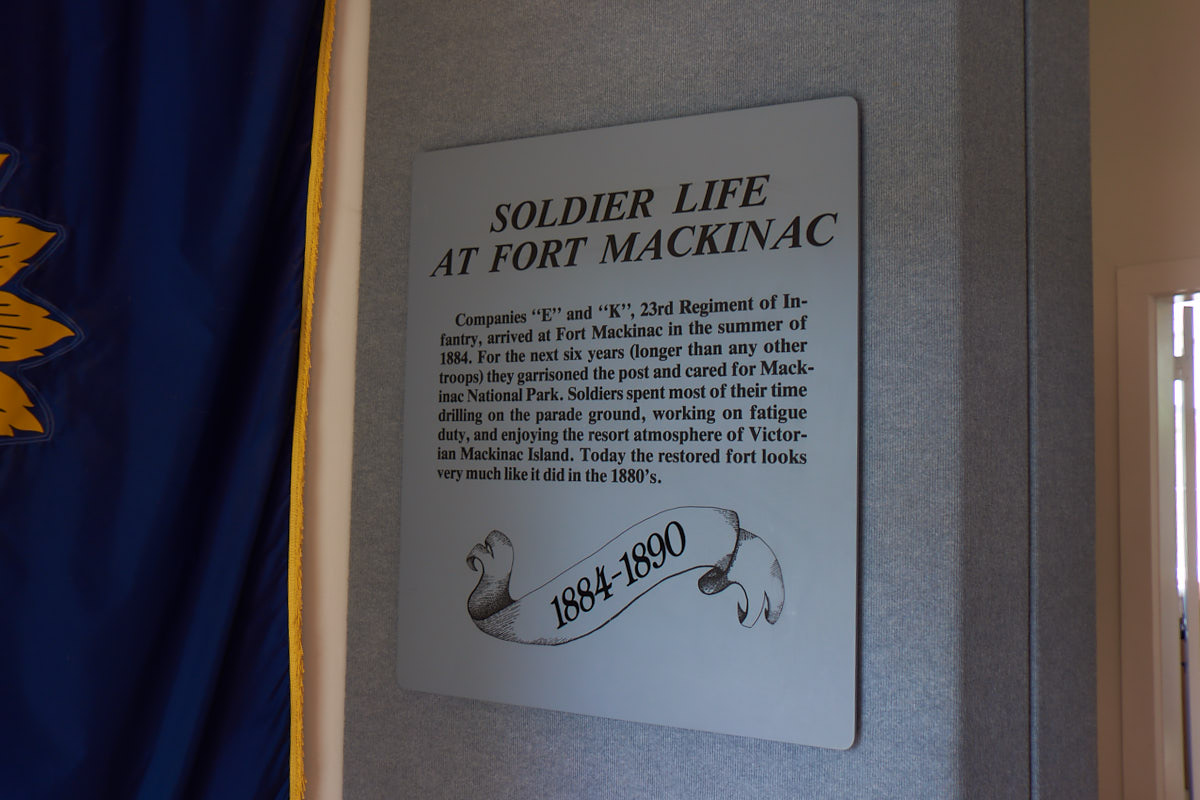 SOLDIER LIFE
AT FORT MACKINAC
Companies “E” and “K”, 23rd Regiment of In-
fantry, arrived at Fort Mackinac in the summer of
1884. For the next six years (longer than any other
troops) they garrisoned the post and cared for Mack-
inac National Park. Soldiers spent most of their time
drilling on the parade ground, working on fatigue
duty, and enjoying the resort atmosphere of Victor-
ian Mackinac Island. Today the restored fort looks
very much like it did in the 1880’s.
1884-1890